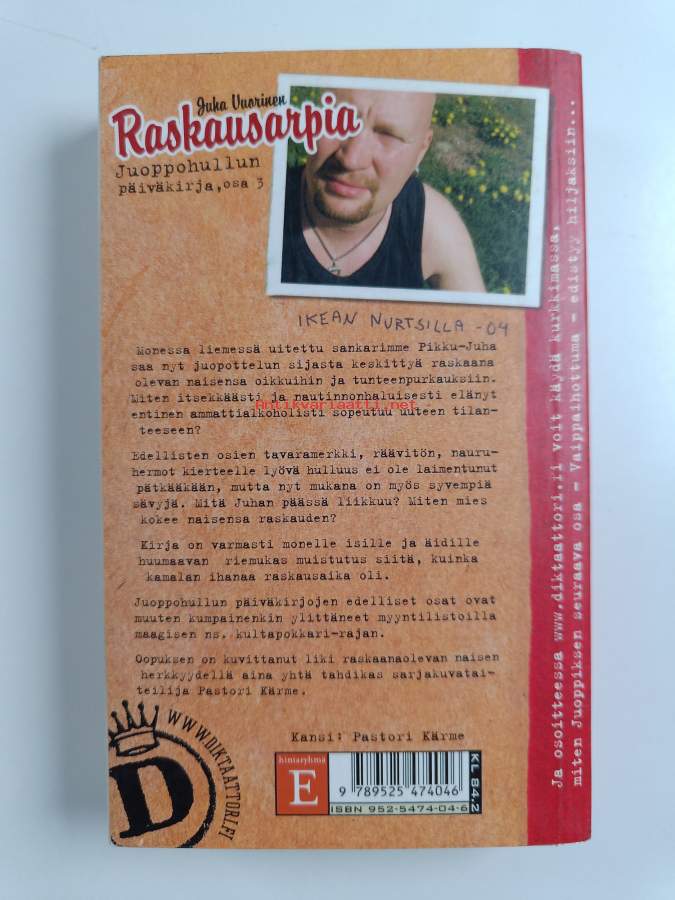 Juha Vuorinen
Raskausarpia
Juoppohullun
päiväkirja, osa 3
IKEAN NURTSILLA -04
Monessa liemessä uitettu sankarimme Pikku-Juha
saa nyt juopottelun sijasta keskittyä raskaana
olevan naisensa oikkuihin ja tunteenpurkauksiin.
Miten itsekkäästi ja nautinnonhaluisesti elänyt
entinen ammattialkoholisti sopeutuu uuteen tilan-
teeseen?
Antikvariaatti.net
Edellisten osien tavaramerkki, räävitön, nauru-
hermot kierteelle lyövä hulluus ei ole laimentunut
pätkääkään, mutta nyt mukana on myös syvempiä
sävyjä. Mitä Juhan päässä liikkuu? Miten mies
kokee naisensa raskauden?
Kirja on varmasti monelle isille ja äidille
huumaavan riemukas muistutus siitä, kuinka
kamalan ihanaa raskausaika oli.
Juoppohullun päiväkirjojen edelliset osat ovat
muuten kumpainenkin ylittäneet myyntilistoilla
maagisen ns. kultapokkari-rajan.
Oopuksen on kuvittanut liki raskaanaolevan naisen
herkkyydellä aina yhtä tahdikas sarjakuvatai-
teilija Pastori Kärme.
Kansi: Pastori Kärme
hintaryhmä
E
9 789525 474046
ISBN 952-5474-04-6
KL 84.2
D
WWW.DIKTAATTORI.FI
Ja osoitteessa www.diktaattori.fi voit käydä kurkkimassa,
miten Juoppiksen seuraava osa - Vaippaihottuma - edistyy hiljaksiin...